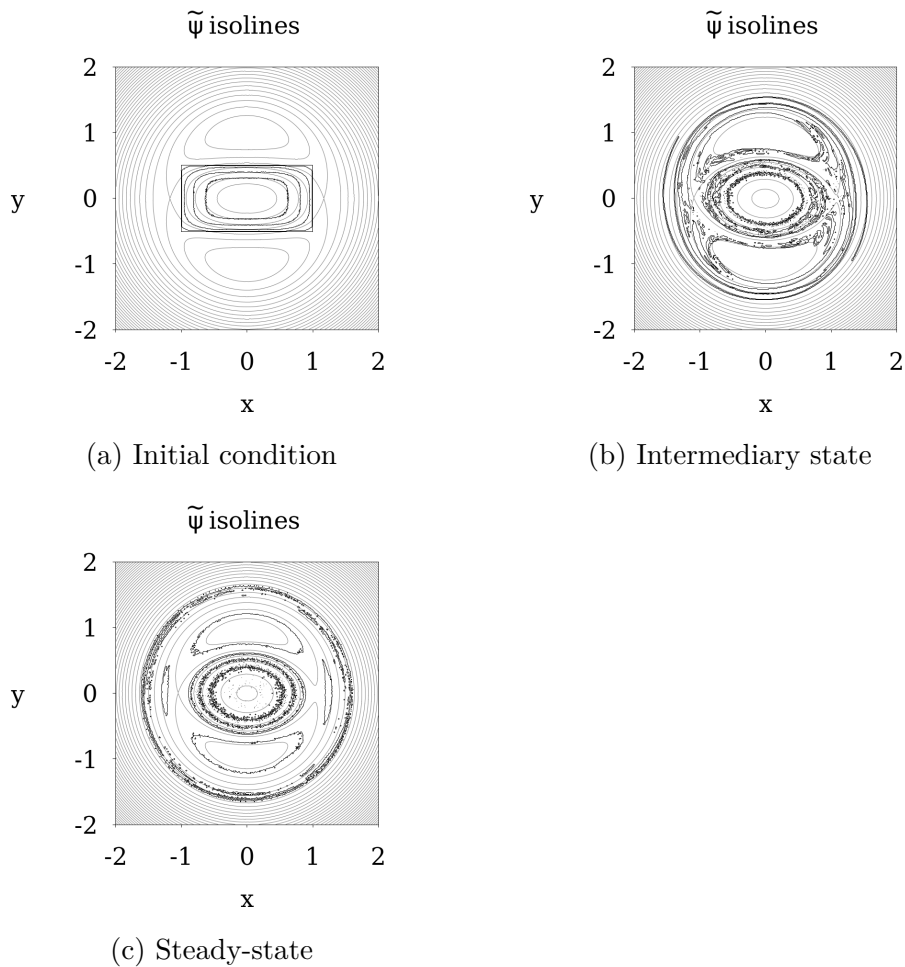 ψ̃ isolines
2
1
y 0
-1
-2
-2 -1 0 1 2
x
(a) Initial condition
ψ̃ isolines
2
1
y 0
-1
-2
-2 -1 0 1 2
x
(b) Intermediary state
ψ̃ isolines
2
1
y 0
-1
-2
-2 -1 0 1 2
x
(c) Steady-state